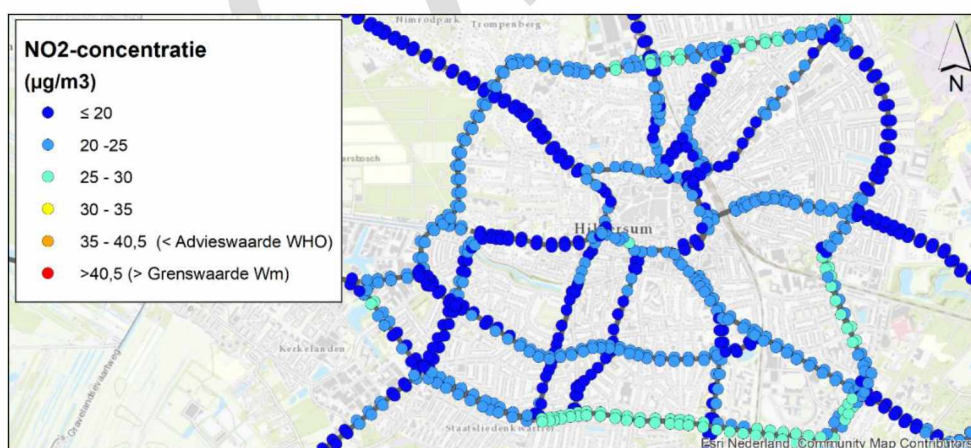 NO2-concentratie
(µg/m3)
≤ 20
20 -25
25 - 30
30 - 35
35 - 40,5 (< Advieswaarde WHO)
>40,5 (> Grenswaarde Wm)
Nimrodpark
Trompenberg
N
Hilversum
Kerkelanden
s. Gravelandsevaartweg
Staatsliedenkwartier
Esri Nederland, Community Map Contributors